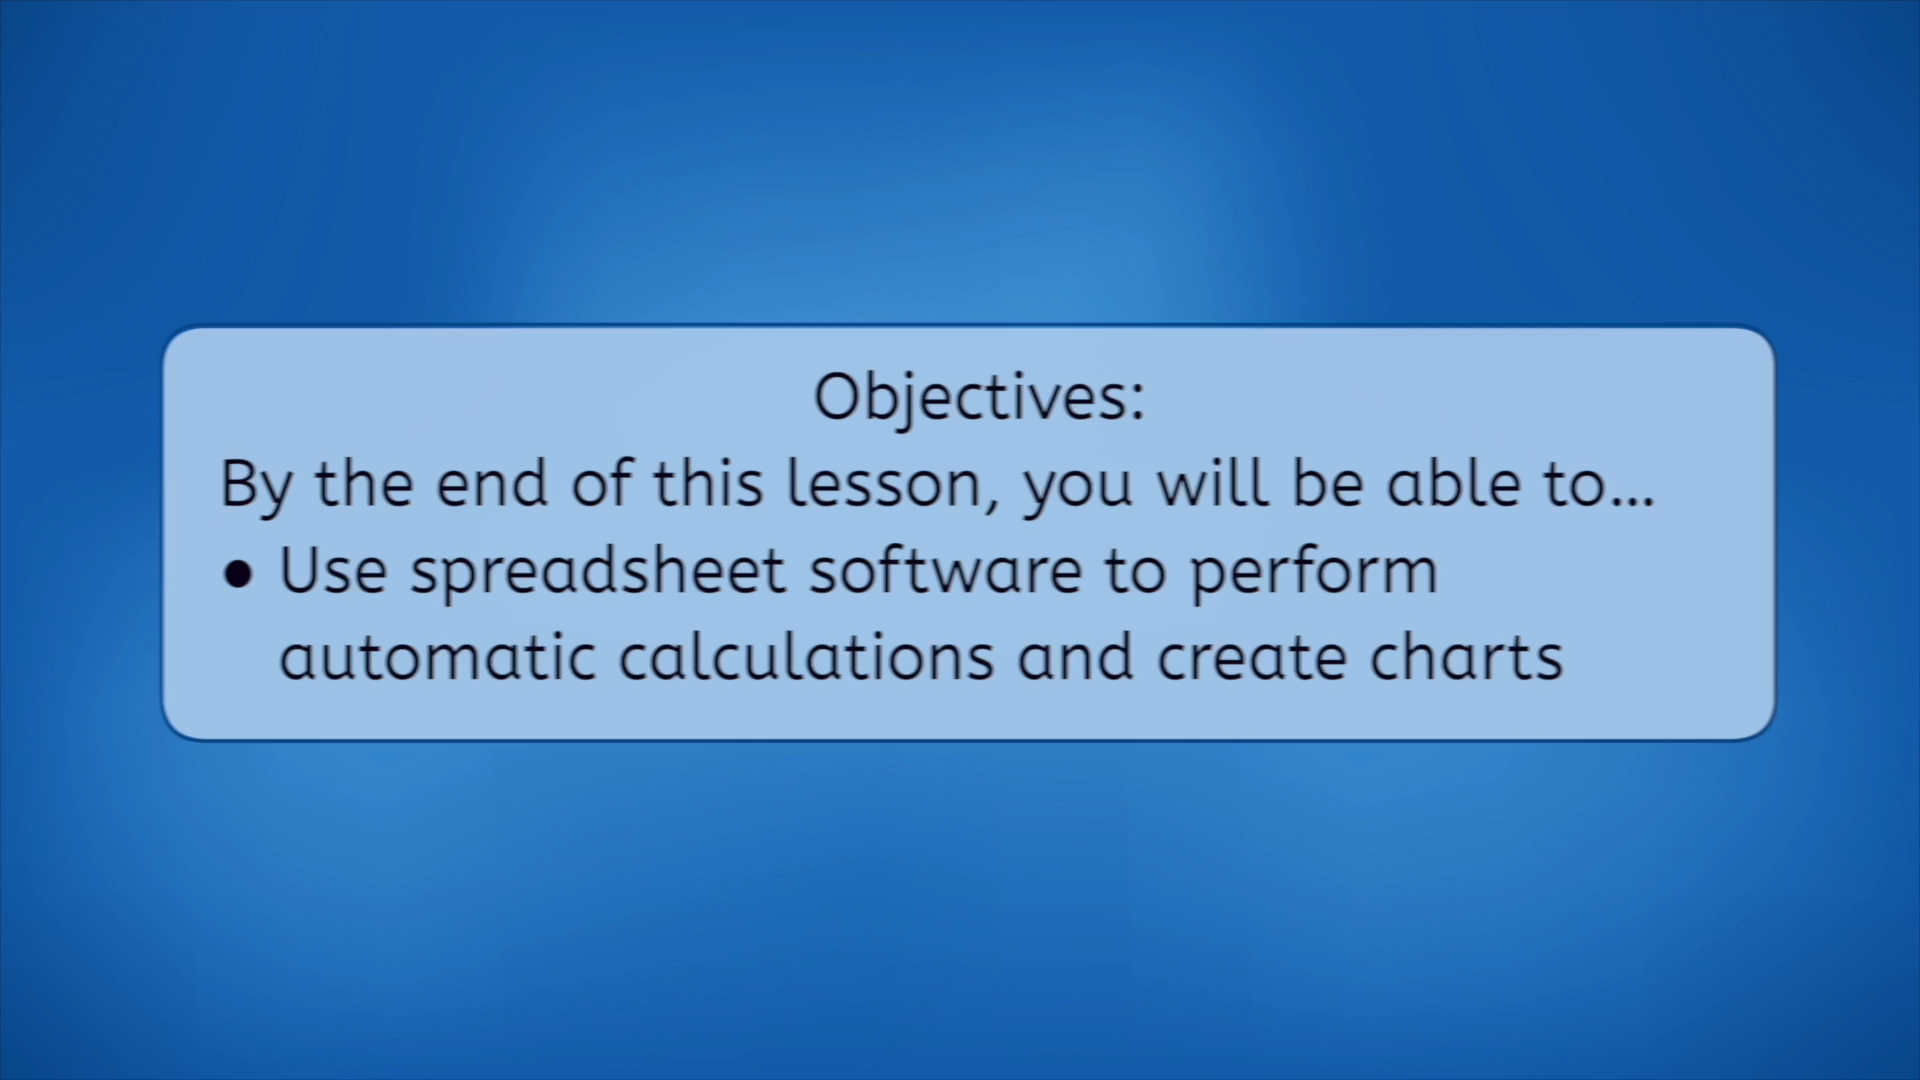 Objectives:
By the end of this lesson, you will be able to...
● Use spreadsheet software to perform
automatic calculations and create charts